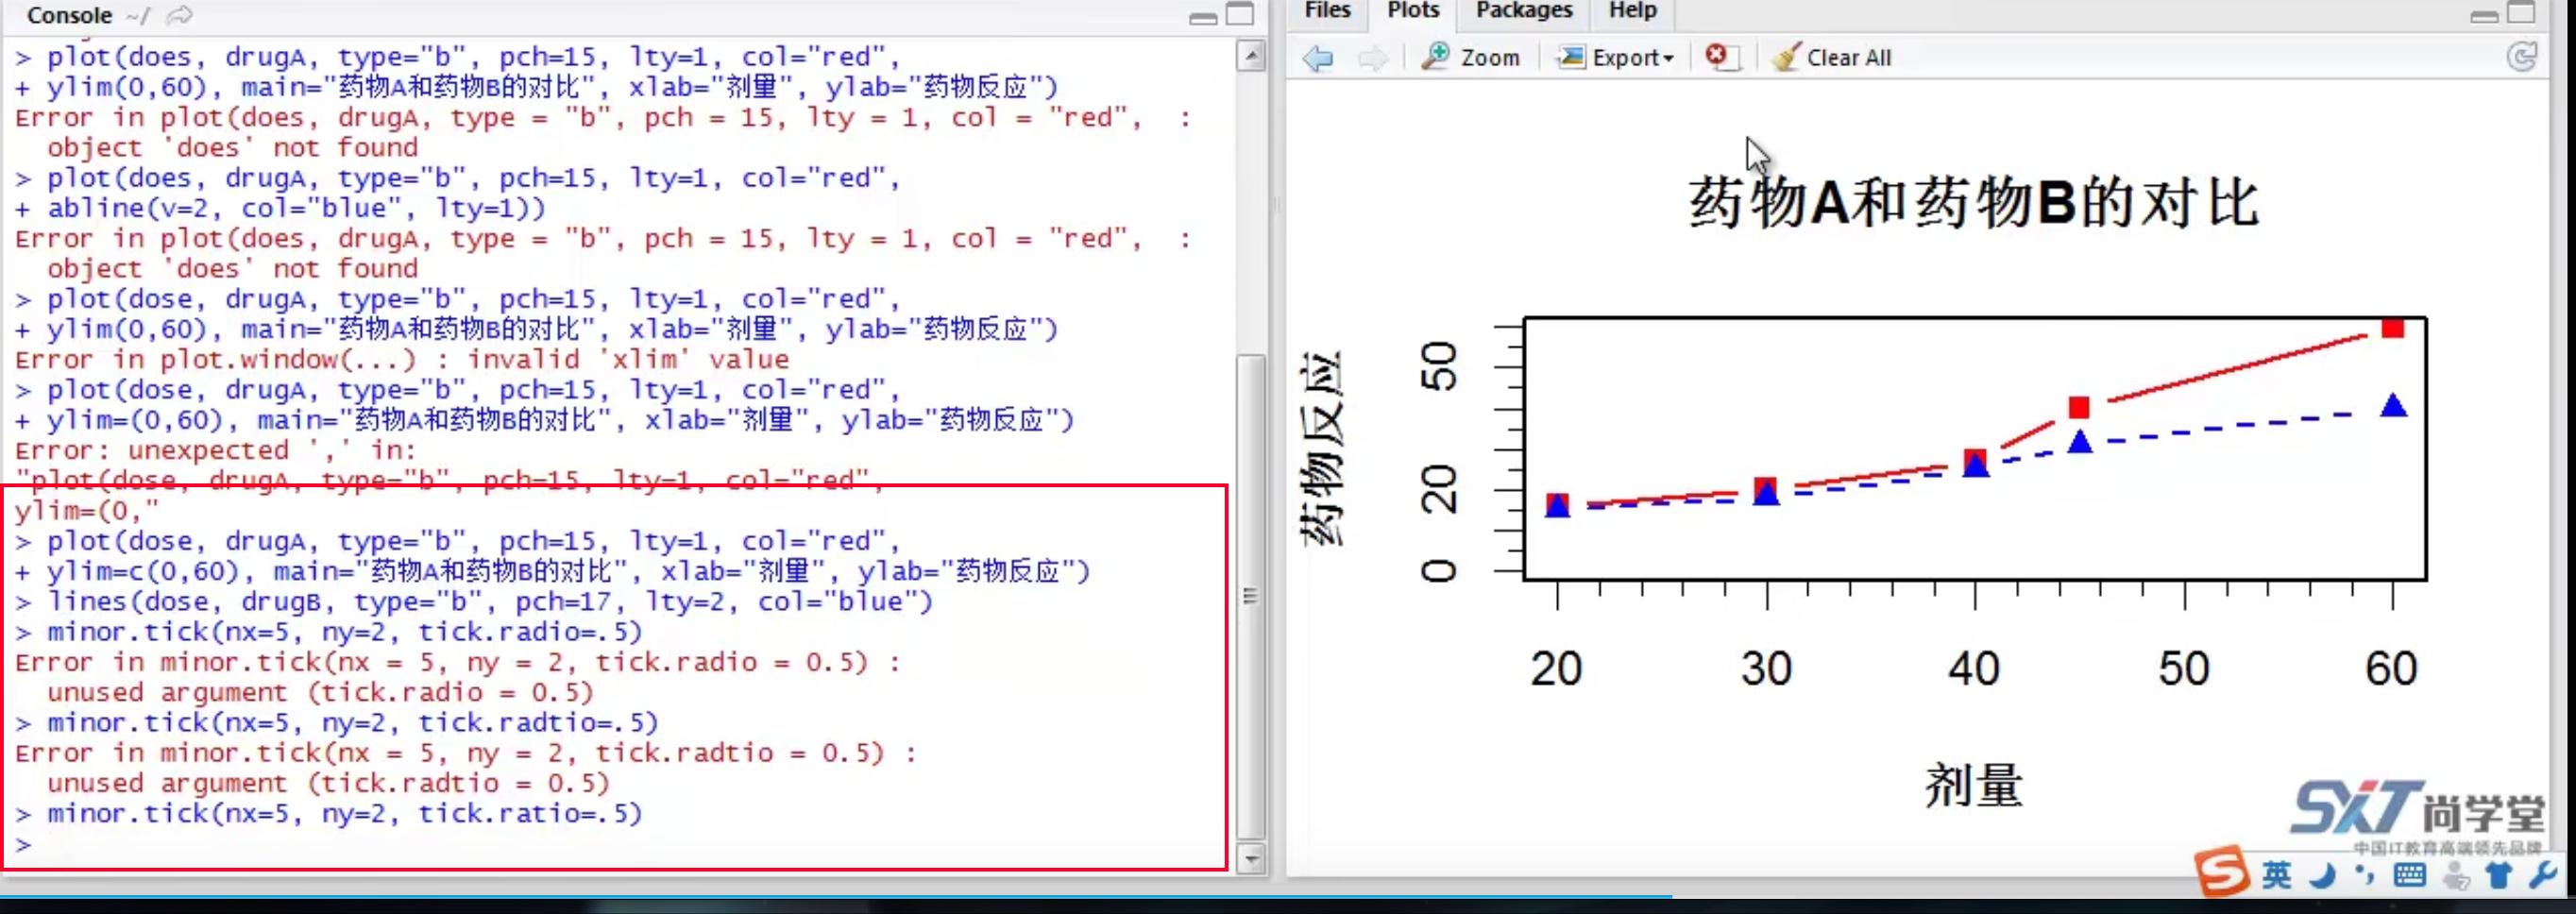 Console ~/
> plot(does, drugA, type="b", pch=15, lty=1, col="red",
+ ylim(0,60), main="药物A和药物B的对比", xlab="剂量", ylab="药物反应")
Error in plot(does, drugA, type = "b", pch = 15, lty = 1, col = "red",  :
  object 'does' not found
> plot(does, drugA, type="b", pch=15, lty=1, col="red",
+ abline(v=2, col="blue", lty=1))
Error in plot(does, drugA, type = "b", pch = 15, lty = 1, col = "red",  :
  object 'does' not found
> plot(dose, drugA, type="b", pch=15, lty=1, col="red",
+ ylim(0,60), main="药物A和药物B的对比", xlab="剂量", ylab="药物反应")
Error in plot.window(...) : invalid 'xlim' value
> plot(dose, drugA, type="b", pch=15, lty=1, col="red",
+ ylim=(0,60), main="药物A和药物B的对比", xlab="剂量", ylab="药物反应")
Error: unexpected ',' in:
"plot(dose, drugA, type="b", pch=15, lty=1, col="red",
ylim=(0,"
> plot(dose, drugA, type="b", pch=15, lty=1, col="red",
+ ylim=c(0,60), main="药物A和药物B的对比", xlab="剂量", ylab="药物反应")
> lines(dose, drugB, type="b", pch=17, lty=2, col="blue")
> minor.tick(nx=5, ny=2, tick.radio=.5)
Error in minor.tick(nx = 5, ny = 2, tick.radio = 0.5) :
  unused argument (tick.radio = 0.5)
> minor.tick(nx=5, ny=2, tick.radtio=.5)
Error in minor.tick(nx = 5, ny = 2, tick.radtio = 0.5) :
  unused argument (tick.radtio = 0.5)
> minor.tick(nx=5, ny=2, tick.ratio=.5)
>
Files Plots Packages Help
Zoom Export Clear All
药物A和药物B的对比
药物反应
50
20
0
20 30 40 50 60
剂量
SXT尚学堂
中国IT教育高端领先品牌
S 英